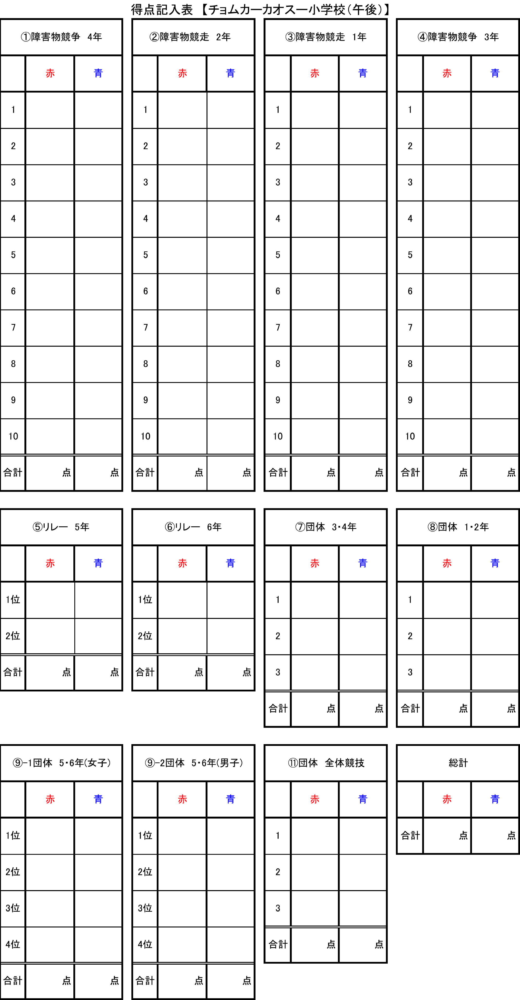 得点記入表 【チョムカーカオスー小学校（午後）】
①障害物競争 4年
②障害物競走 2年
③障害物競走 1年
④障害物競争 3年
赤 青 赤 青 赤 青 赤 青
1 1 1 1
2 2 2 2
3 3 3 3
4 4 4 4
5 5 5 5
6 6 6 6
7 7 7 7
8 8 8 8
9 9 9 9
10 10 10 10
合計 点 点 合計 点 点 合計 点 点 合計 点 点
⑤リレー 5年
⑥リレー 6年
⑦団体 3・4年
⑧団体 1・2年
赤 青 赤 青 赤 青 赤 青
1位 1位 1 1
2位 2位 2 2
合計 点 点 合計 点 点 3 3
合計 点 点 合計 点 点
⑨-1団体 5・6年(女子)
⑨-2団体 5・6年(男子)
⑪団体 全体競技
総計
赤 青 赤 青 赤 青 赤 青
1位 1位 1 合計 点 点
2位 2位 2
3位 3位 3
4位 4位 合計 点 点
合計 点 点 合計 点 点